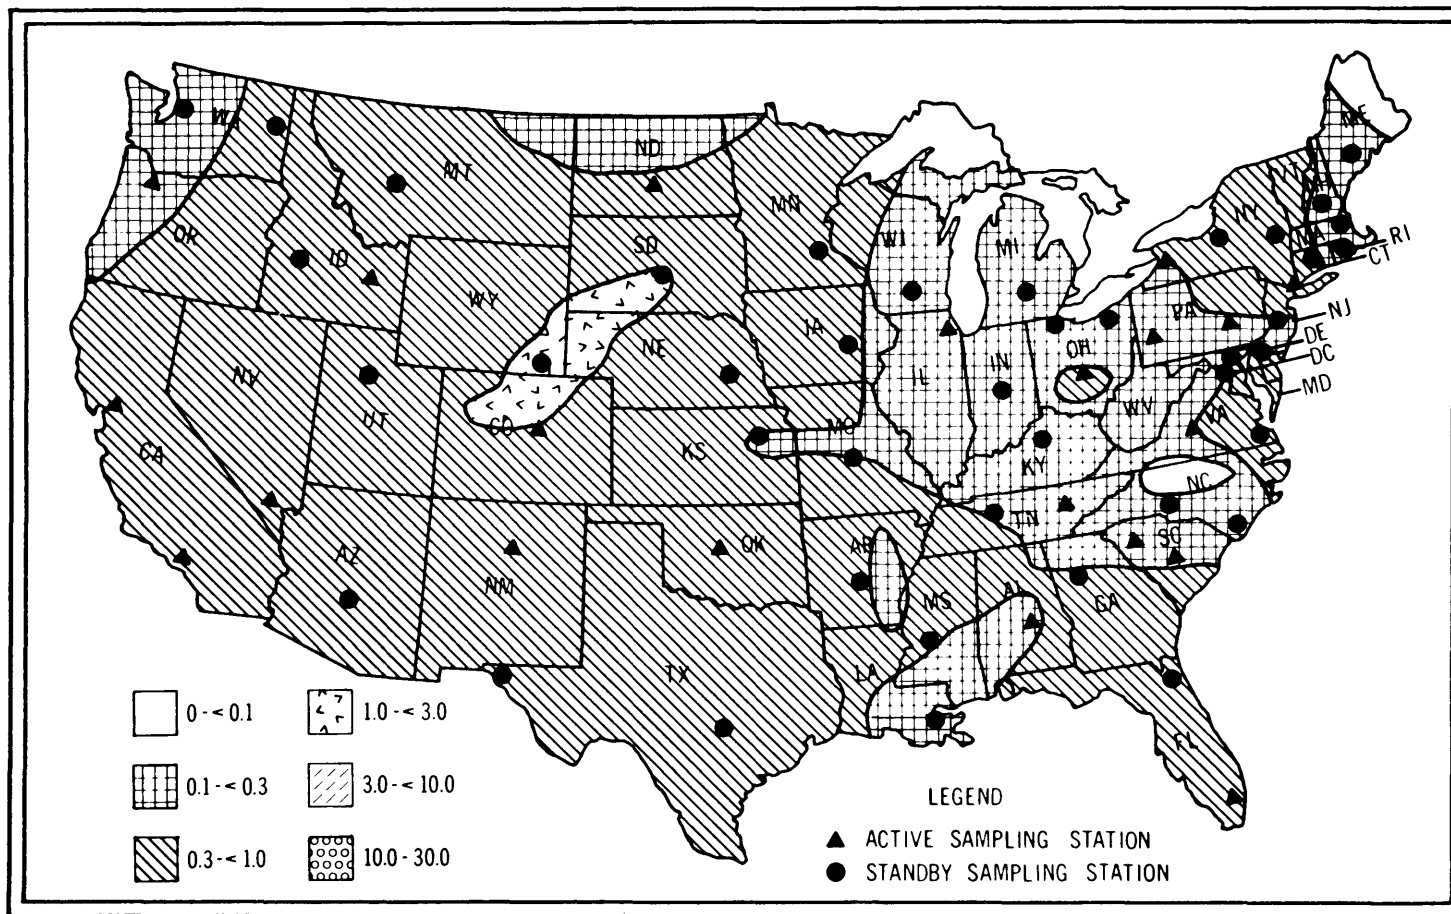 WA
MT
ND
MN
ME
VT
NH
NY
OR
ID
SD
WI
MI
RI
CT
WY
IA
NE
PA
NJ
OH
DE
DC
MD
NV
UT
CO
IL
IN
WV
VA
CA
KS
MO
KY
NC
TN
SC
AZ
NM
OK
AR
MS
AL
GA
TX
LA
FL
0 - < 0.1
1.0 - < 3.0
0.1 - < 0.3
3.0 - < 10.0
0.3 - < 1.0
10.0 - 30.0
LEGEND
ACTIVE SAMPLING STATION
STANDBY SAMPLING STATION